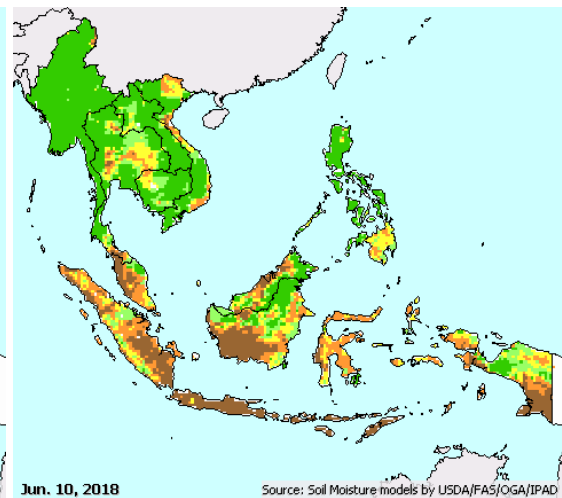 Jun. 10, 2018
Source: Soil Moisture models by USDA/FAS/OGA/IPAD